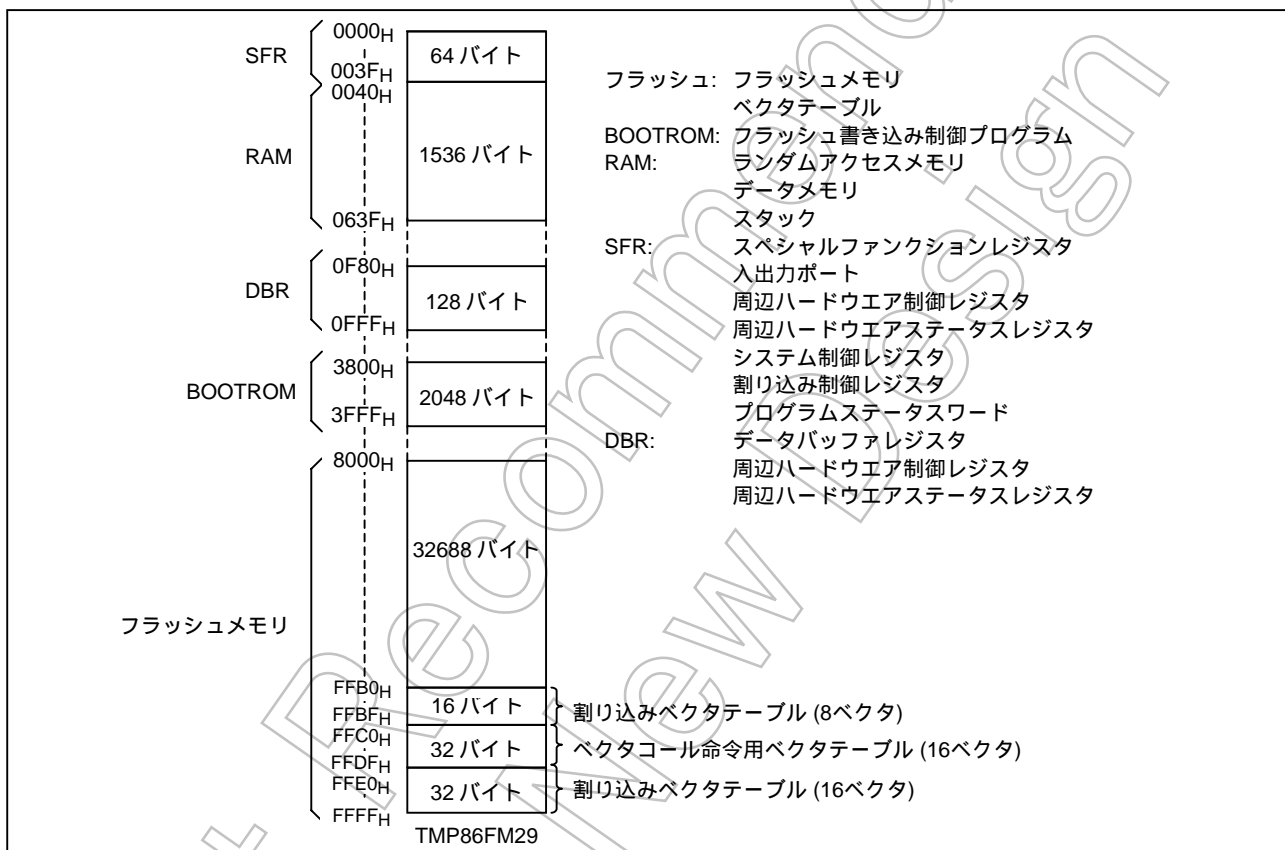 SFR
0000H
64 バイト
003FH
RAM
0040H
1536 バイト
063FH
DBR
0F80H
128 バイト
0FFFH
BOOTROM
3800H
2048 バイト
3FFFH
フラッシュメモリ
8000H
32688 バイト
FFB0H
16 バイト
割り込みベクタテーブル (8ベクタ)
FFBFH
FFC0H
32 バイト
ベクタコール命令用ベクタテーブル (16ベクタ)
FFDFH
FFE0H
32 バイト
割り込みベクタテーブル (16ベクタ)
FFFFH
TMP86FM29
フラッシュ: フラッシュメモリ
ベクタテーブル
BOOTROM: フラッシュ書き込み制御プログラム
RAM: ランダムアクセスメモリ
データメモリ
スタック
SFR: スペシャルファンクションレジスタ
入出力ポート
周辺ハードウエア制御レジスタ
周辺ハードウエアステータスレジスタ
システム制御レジスタ
割り込み制御レジスタ
プログラムステータスワード
DBR: データバッファレジスタ
周辺ハードウエア制御レジスタ
周辺ハードウエアステータスレジスタ
Recommend
New Design